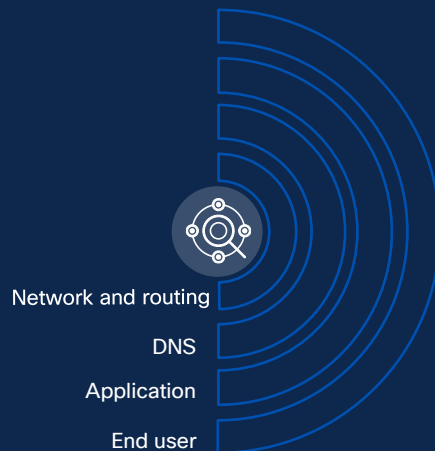 Network and routing
DNS
Application
End user